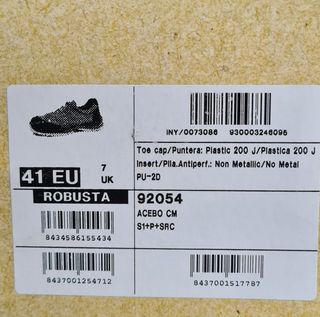 INY/0073086 930003246095
Toe cap/Puntera: Plastic 200 J/Plastica 200 J
Insert/Plla.Antiperf.: Non Metallic/No Metal
PU-2D
41 EU
7
UK
ROBUSTA
92054
ACEBO CM
S1+P+SRC
8434586155434
8437001254712
8437001517787